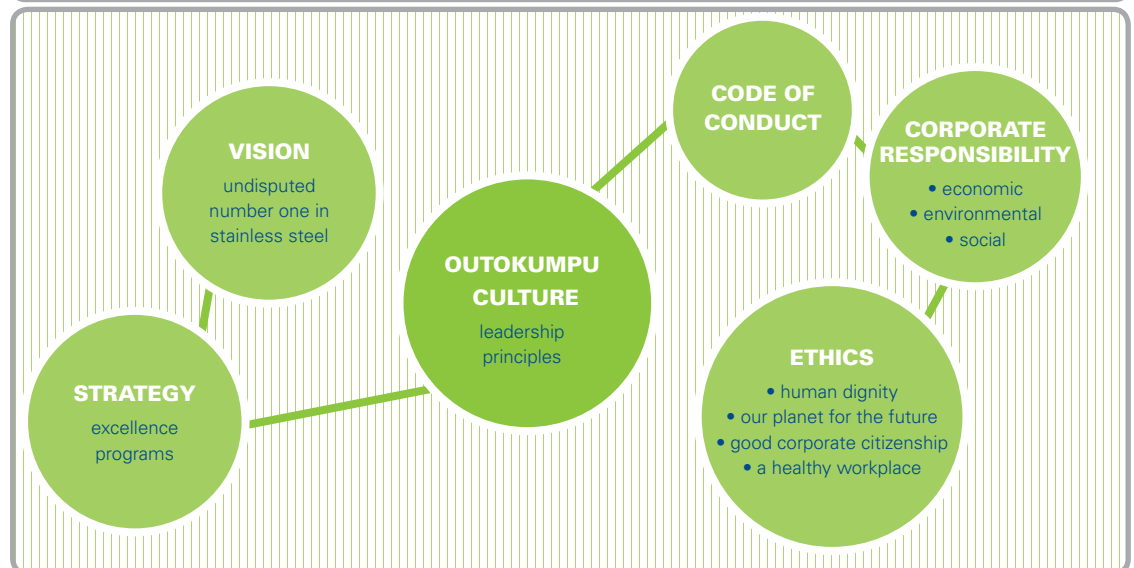 VISION
undisputed
number one in
stainless steel
STRATEGY
excellence
programs
OUTOKUMPU
CULTURE
leadership
principles
CODE OF
CONDUCT
CORPORATE
RESPONSIBILITY
• economic
• environmental
• social
ETHICS
• human dignity
• our planet for the future
• good corporate citizenship
• a healthy workplace